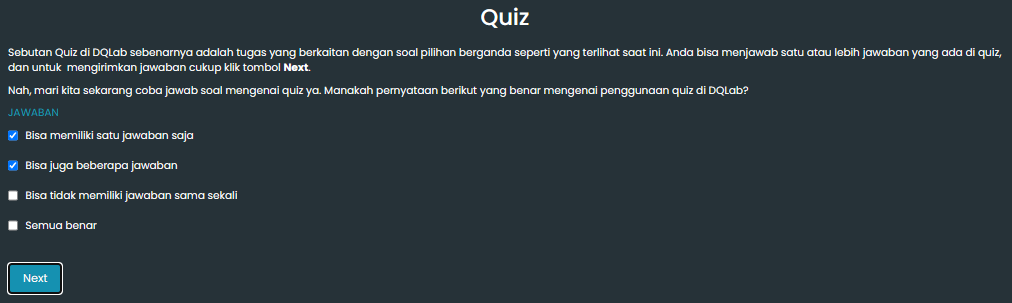 Quiz
Sebutan Quiz di DQLab sebenarnya adalah tugas yang berkaitan dengan soal pilihan berganda seperti yang terlihat saat ini. Anda bisa menjawab satu atau lebih jawaban yang ada di quiz,
dan untuk mengirimkan jawaban cukup klik tombol Next.
Nah, mari kita sekarang coba jawab soal mengenai quiz ya. Manakah pernyataan berikut yang benar mengenai penggunaan quiz di DQLab?
JAWABAN
Bisa memiliki satu jawaban saja
Bisa juga beberapa jawaban
Bisa tidak memiliki jawaban sama sekali
Semua benar
Next